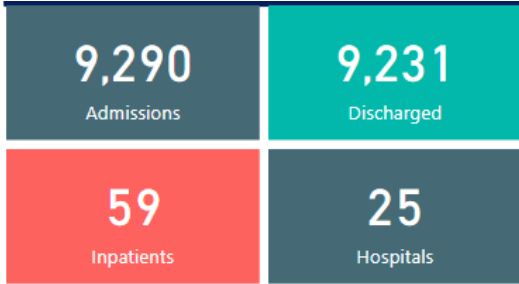 9,290
Admissions
9,231
Discharged
59
Inpatients
25
Hospitals